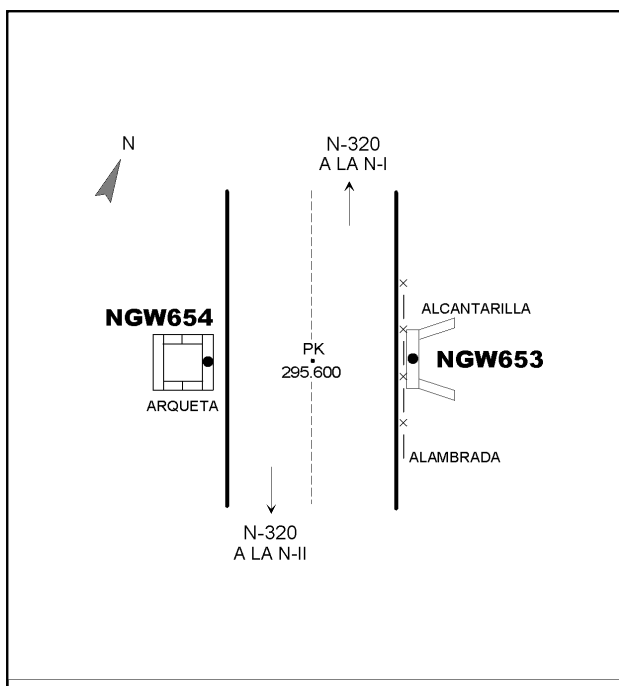 N
N-320
A LA N-I
ALCANTARILLA
NGW654
PK
NGW653
295.600
ARQUETA
ALAMBRADA
N-320
A LA N-II